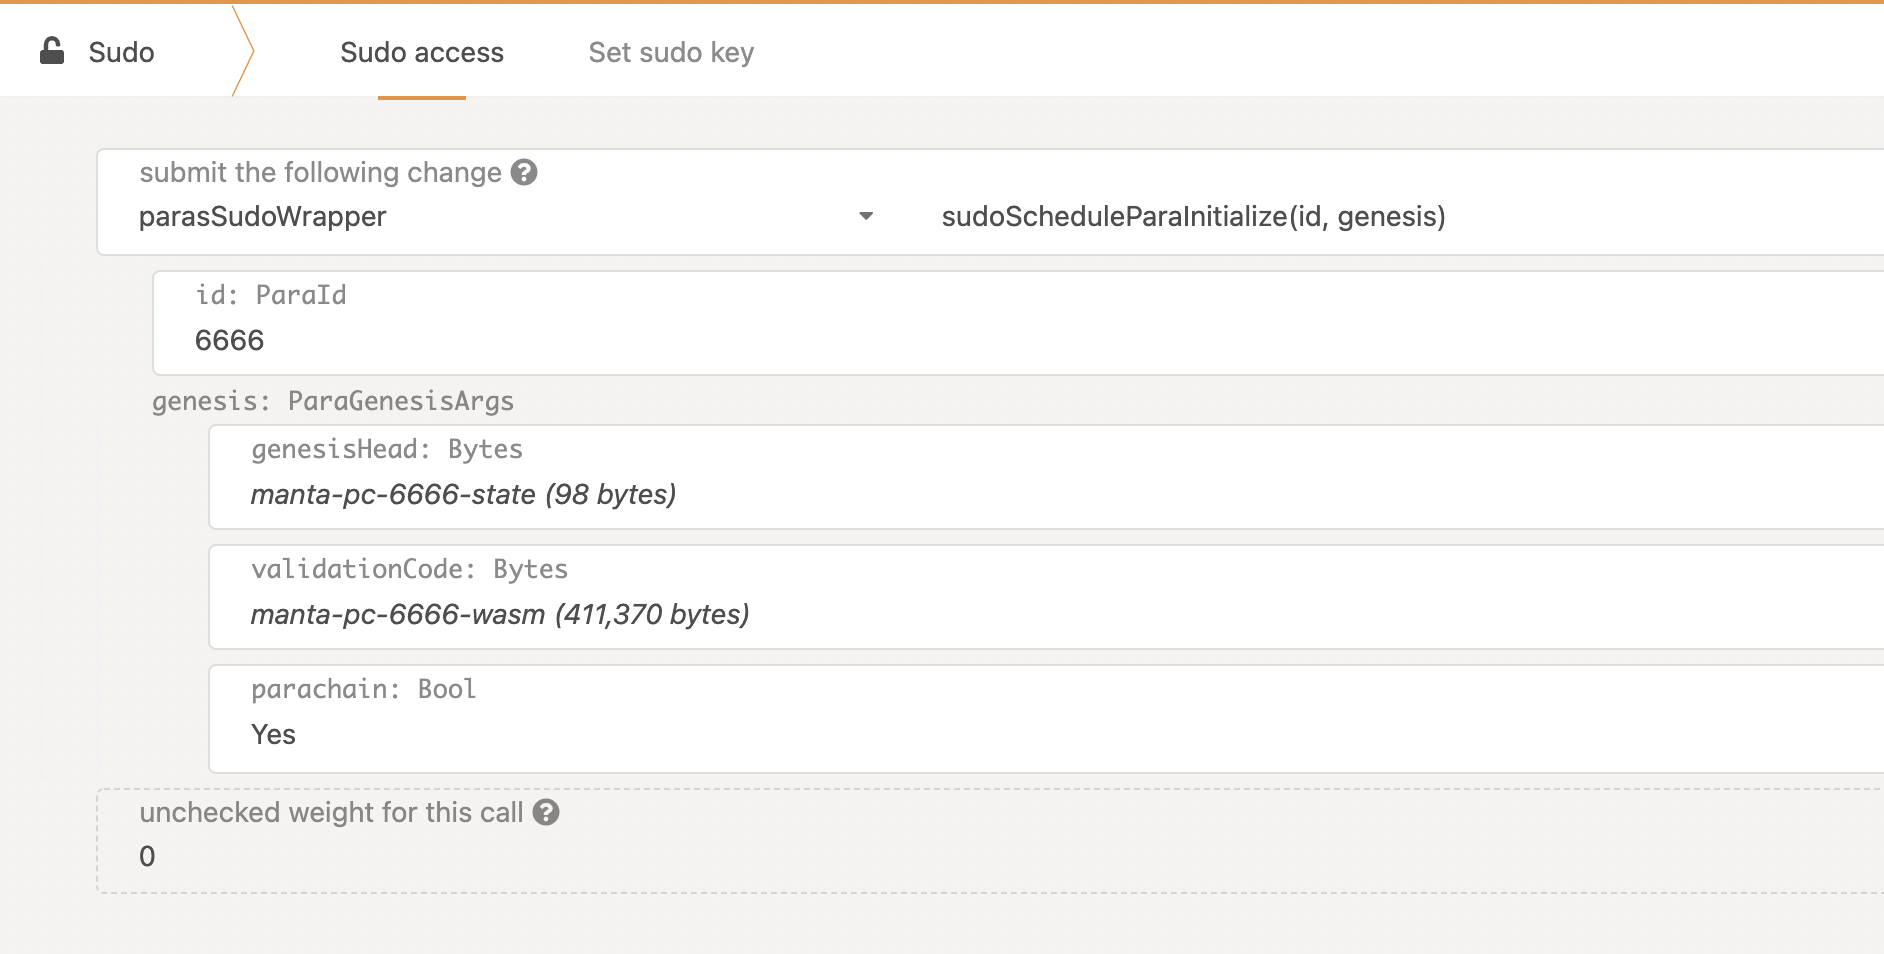 Sudo
Sudo access
Set sudo key
submit the following change
parasSudoWrapper
sudoScheduleParaInitialize(id, genesis)
id: ParaId
6666
genesis: ParaGenesisArgs
genesisHead: Bytes
manta-pc-6666-state (98 bytes)
validationCode: Bytes
manta-pc-6666-wasm (411,370 bytes)
parachain: Bool
Yes
unchecked weight for this call
0